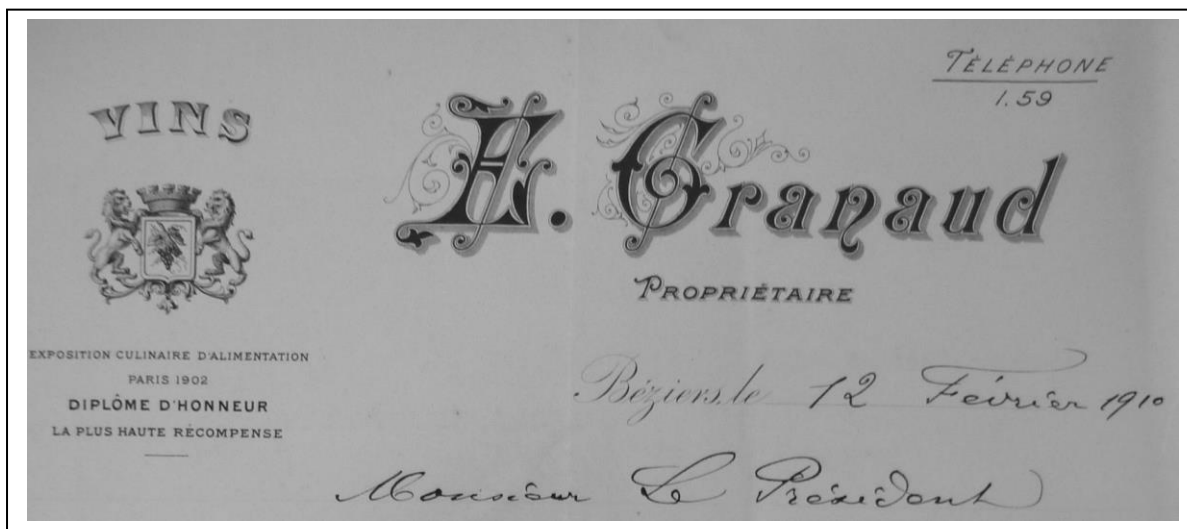 TÉLÉPHONE
1.59
VINS
E. Granaud
PROPRIÉTAIRE
EXPOSITION CULINAIRE D'ALIMENTATION
PARIS 1902
DIPLÔME D'HONNEUR
LA PLUS HAUTE RÉCOMPENSE
Béziers, le 12 Février 1910
Monsieur Le Président